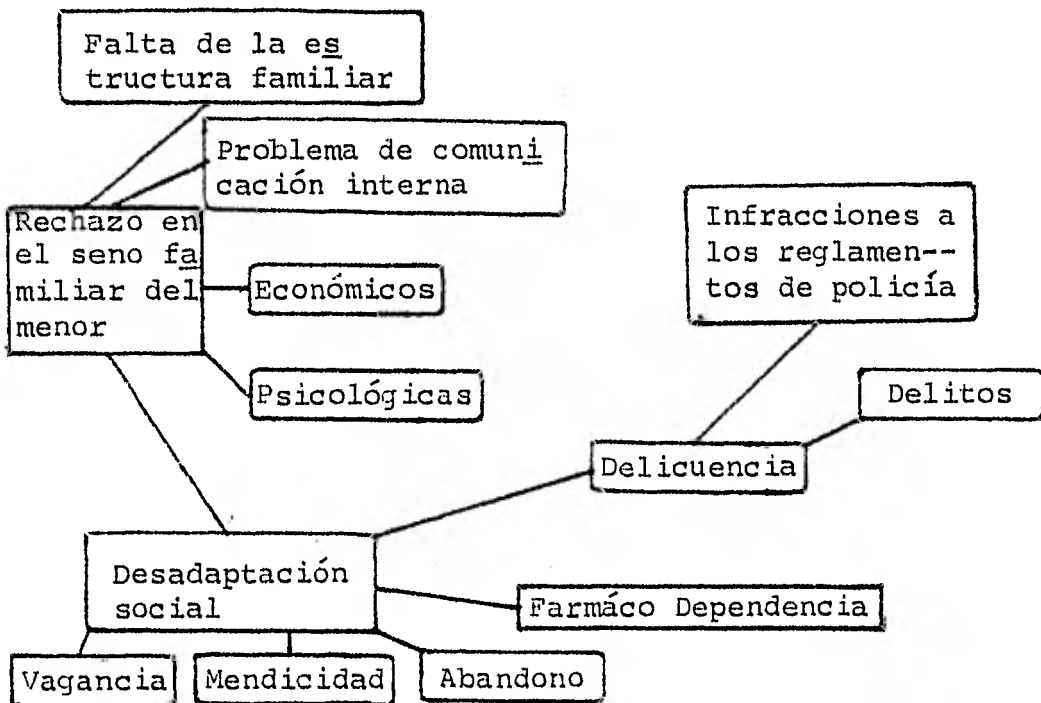 Falta de la es
tructura familiar
Problema de comuni
cación interna
Rechazo en
el seno fa
miliar del
menor
Económicos
Psicológicas
Infracciones a
los reglamen--
tos de policía
Delitos
Delicuencia
Desadaptación
social
Farmáco Dependencia
Vagancia
Mendicidad
Abandono